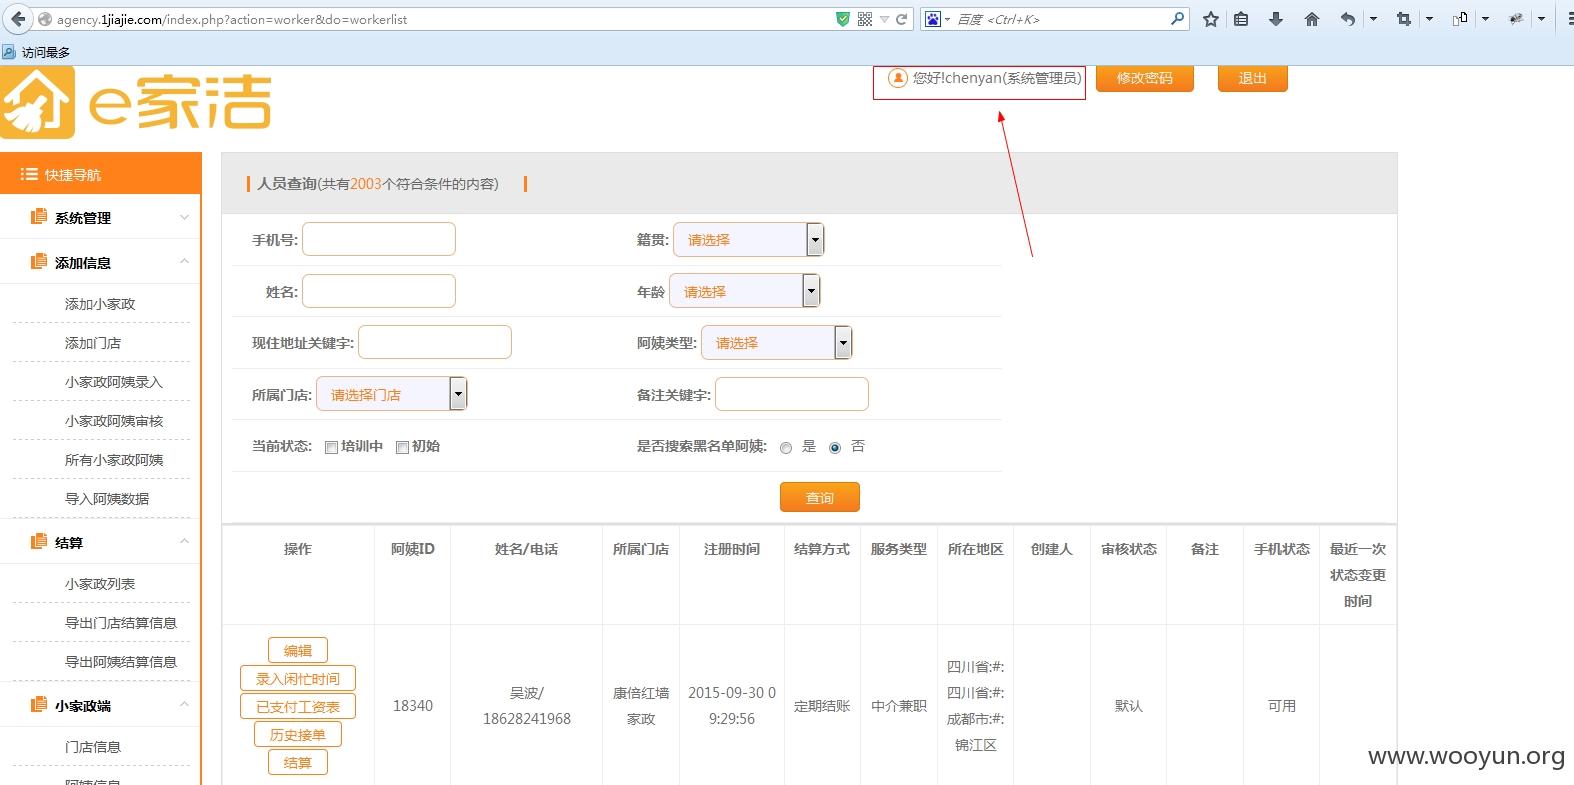 agency.1jiajie.com/index.php?action=worker&do=workerlist
百度 <Ctrl+K>
访问最多
e家洁
您好!chenyan(系统管理员)
修改密码
退出
快捷导航
系统管理
添加信息
添加小家政
添加门店
小家政阿姨录入
小家政阿姨审核
所有小家政阿姨
导入阿姨数据
结算
小家政列表
导出门店结算信息
导出阿姨结算信息
小家政端
门店信息
阿姨信息
人员查询(共有2003个符合条件的内容)
手机号:
籍贯: 请选择
姓名:
年龄 请选择
现住地址关键字:
阿姨类型: 请选择
所属门店: 请选择门店
备注关键字:
当前状态: 培训中 初始
是否搜索黑名单阿姨: 是 否
查询
操作
阿姨ID
姓名/电话
所属门店
注册时间
结算方式
服务类型
所在地区
创建人
审核状态
备注
手机状态
最近一次
状态变更
时间
编辑
录入闲忙时间
已支付工资表
历史接单
结算
18340
吴波/
18628241968
康倍红墙
家政
2015-09-30 0
9:29:56
定期结账
中介兼职
四川省:#:
四川省:#:
成都市:#:
锦江区
默认
可用
www.wooyun.org